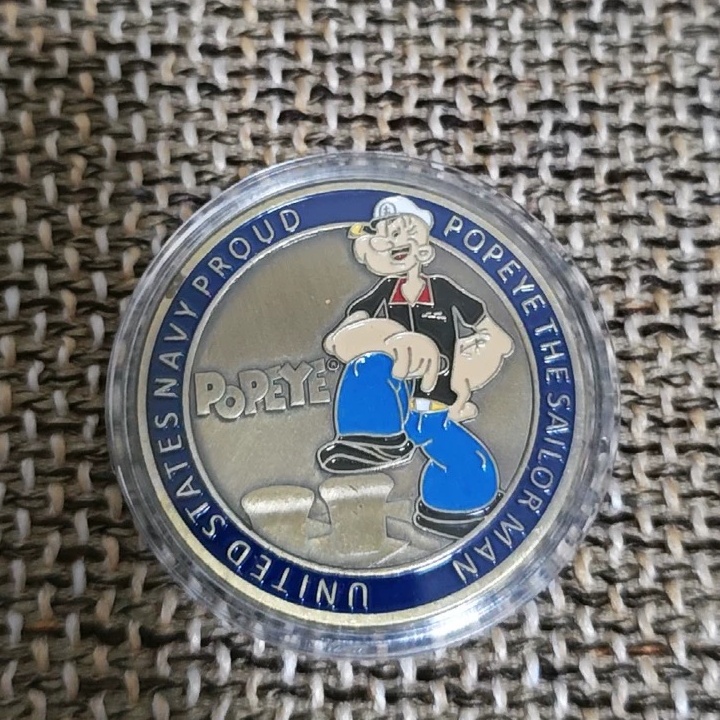 UNITED STATES NAVY PROUD
POPEYE THE SAILOR MAN
POPEYE®